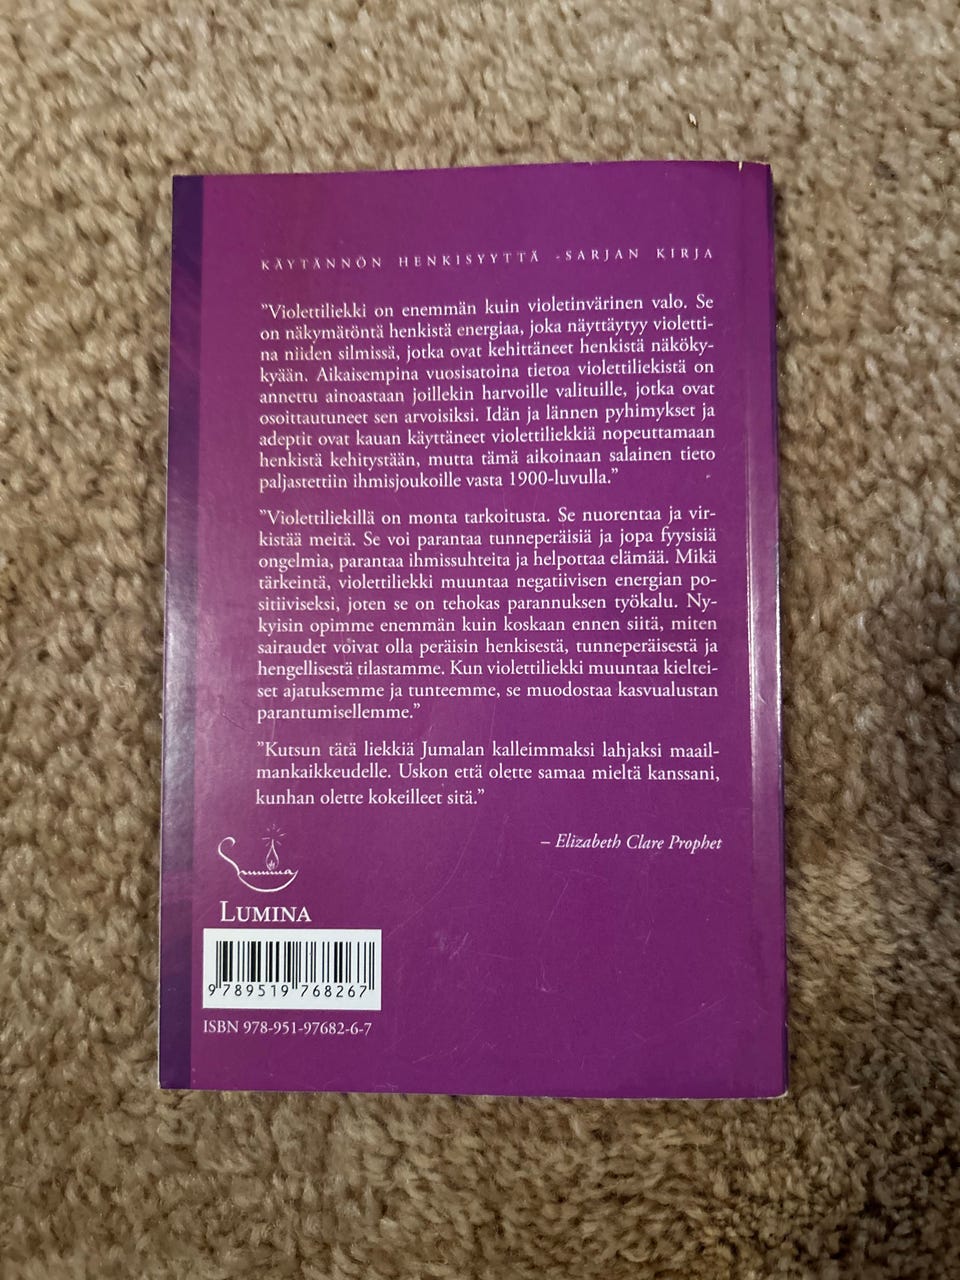 KÄYTÄNNÖN HENKISYYTTÄ -SARJAN KIRJA
”Violettiliekki on enemmän kuin violetinvärinen valo. Se
on näkymätöntä henkistä energiaa, joka näyttäytyy violetti-
na niiden silmissä, jotka ovat kehittäneet henkistä näköky-
kyään. Aikaisempina vuosisatoina tietoa violettiliekistä on
annettu ainoastaan joillekin harvoille valituille, jotka ovat
osoittautuneet sen arvoisiksi. Idän ja lännen pyhimykset ja
adeptit ovat kauan käyttäneet violettiliekkiä nopeuttamaan
henkistä kehitystään, mutta tämä aikoinaan salainen tieto
paljastettiin ihmisjoukoille vasta 1900-luvulla.”
”Violettiliekillä on monta tarkoitusta. Se nuorentaa ja vir-
kistää meitä. Se voi parantaa tunneperäisiä ja jopa fyysisiä
ongelmia, parantaa ihmissuhteita ja helpottaa elämää. Mikä
tärkeintä, violettiliekki muuntaa negatiivisen energian po-
sitiiviseksi, joten se on tehokas parannuksen työkalu. Ny-
kyisin opimme enemmän kuin koskaan ennen siitä, miten
sairaudet voivat olla peräisin henkisestä, tunneperäisestä ja
hengellisestä tilastamme. Kun violettiliekki muuntaa kieltei-
set ajatuksemme ja tunteemme, se muodostaa kasvualustan
parantumisellemme.”
”Kutsun tätä liekkiä Jumalan kalleimmaksi lahjaksi maail-
mankaikkeudelle. Uskon että olette samaa mieltä kanssani,
kunhan olette kokeilleet sitä.”
– Elizabeth Clare Prophet
LUMINA
9 789519 768267
ISBN 978-951-97682-6-7